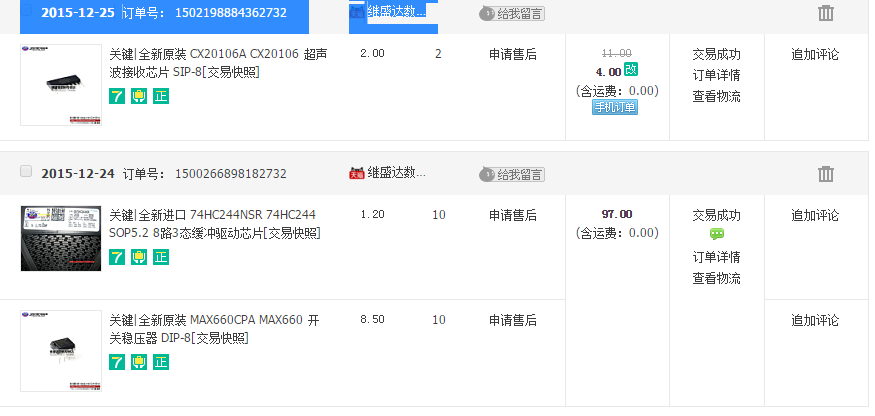 2015-12-25 订单号： 1502198884362732 继盛达数... 给我留言
关键|全新原装 CX20106A CX20106 超声
波接收芯片 SIP-8[交易快照]
7 正
2.00
2
申请售后
11.00
4.00 改
(含运费：0.00)
手机订单
交易成功
订单详情
查看物流
追加评论
2015-12-24 订单号： 1500266898182732 天猫 继盛达数... 给我留言
关键|全新进口 74HC244NSR 74HC244
SOP5.2 8路3态缓冲驱动芯片[交易快照]
7 正
1.20
10
申请售后
97.00
(含运费：0.00)
交易成功
订单详情
查看物流
追加评论
关键|全新原装 MAX660CPA MAX660 开
关稳压器 DIP-8[交易快照]
7 正
8.50
10
申请售后
追加评论